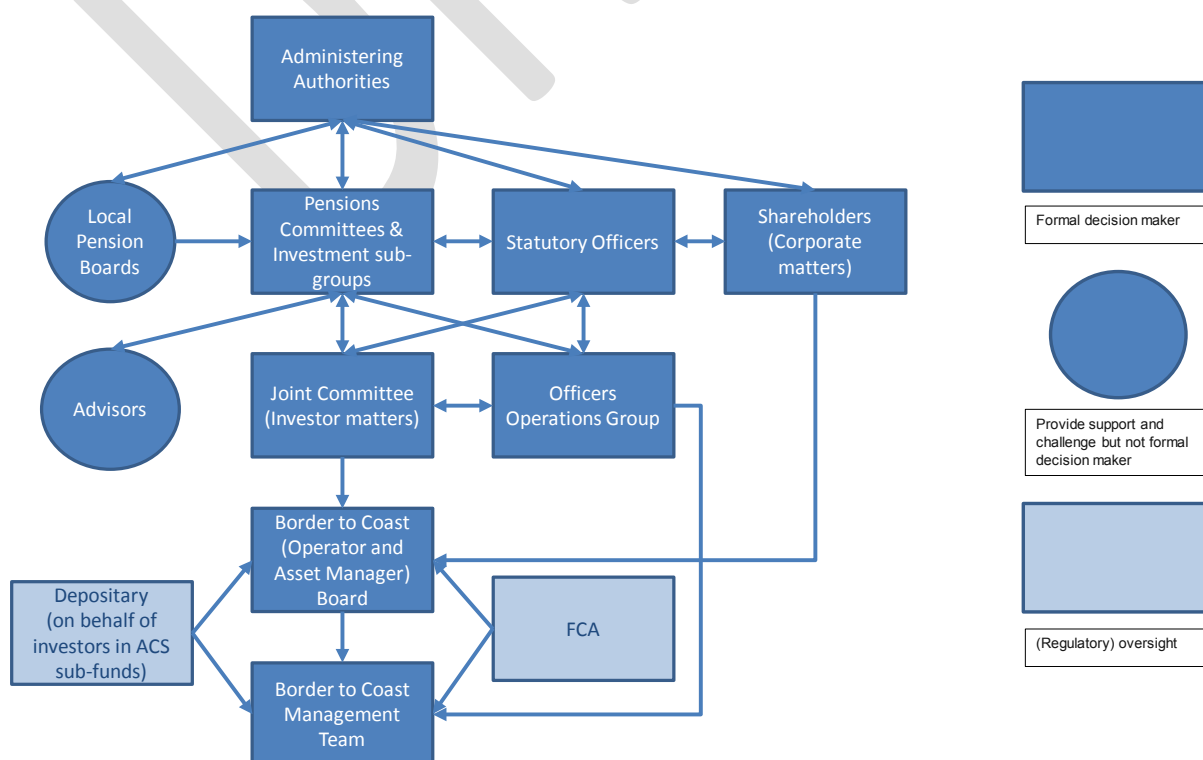 Administering
Authorities
Local
Pension
Boards
Pensions
Committees &
Investment sub-
groups
Statutory Officers
Shareholders
(Corporate
matters)
Formal decision maker
Advisors
Joint Committee
(Investor matters)
Officers
Operations Group
Provide support and
challenge but not formal
decision maker
Border to Coast
(Operator and
Asset Manager)
Board
Depositary
(on behalf of
investors in ACS
sub-funds)
FCA
(Regulatory) oversight
Border to Coast
Management
Team